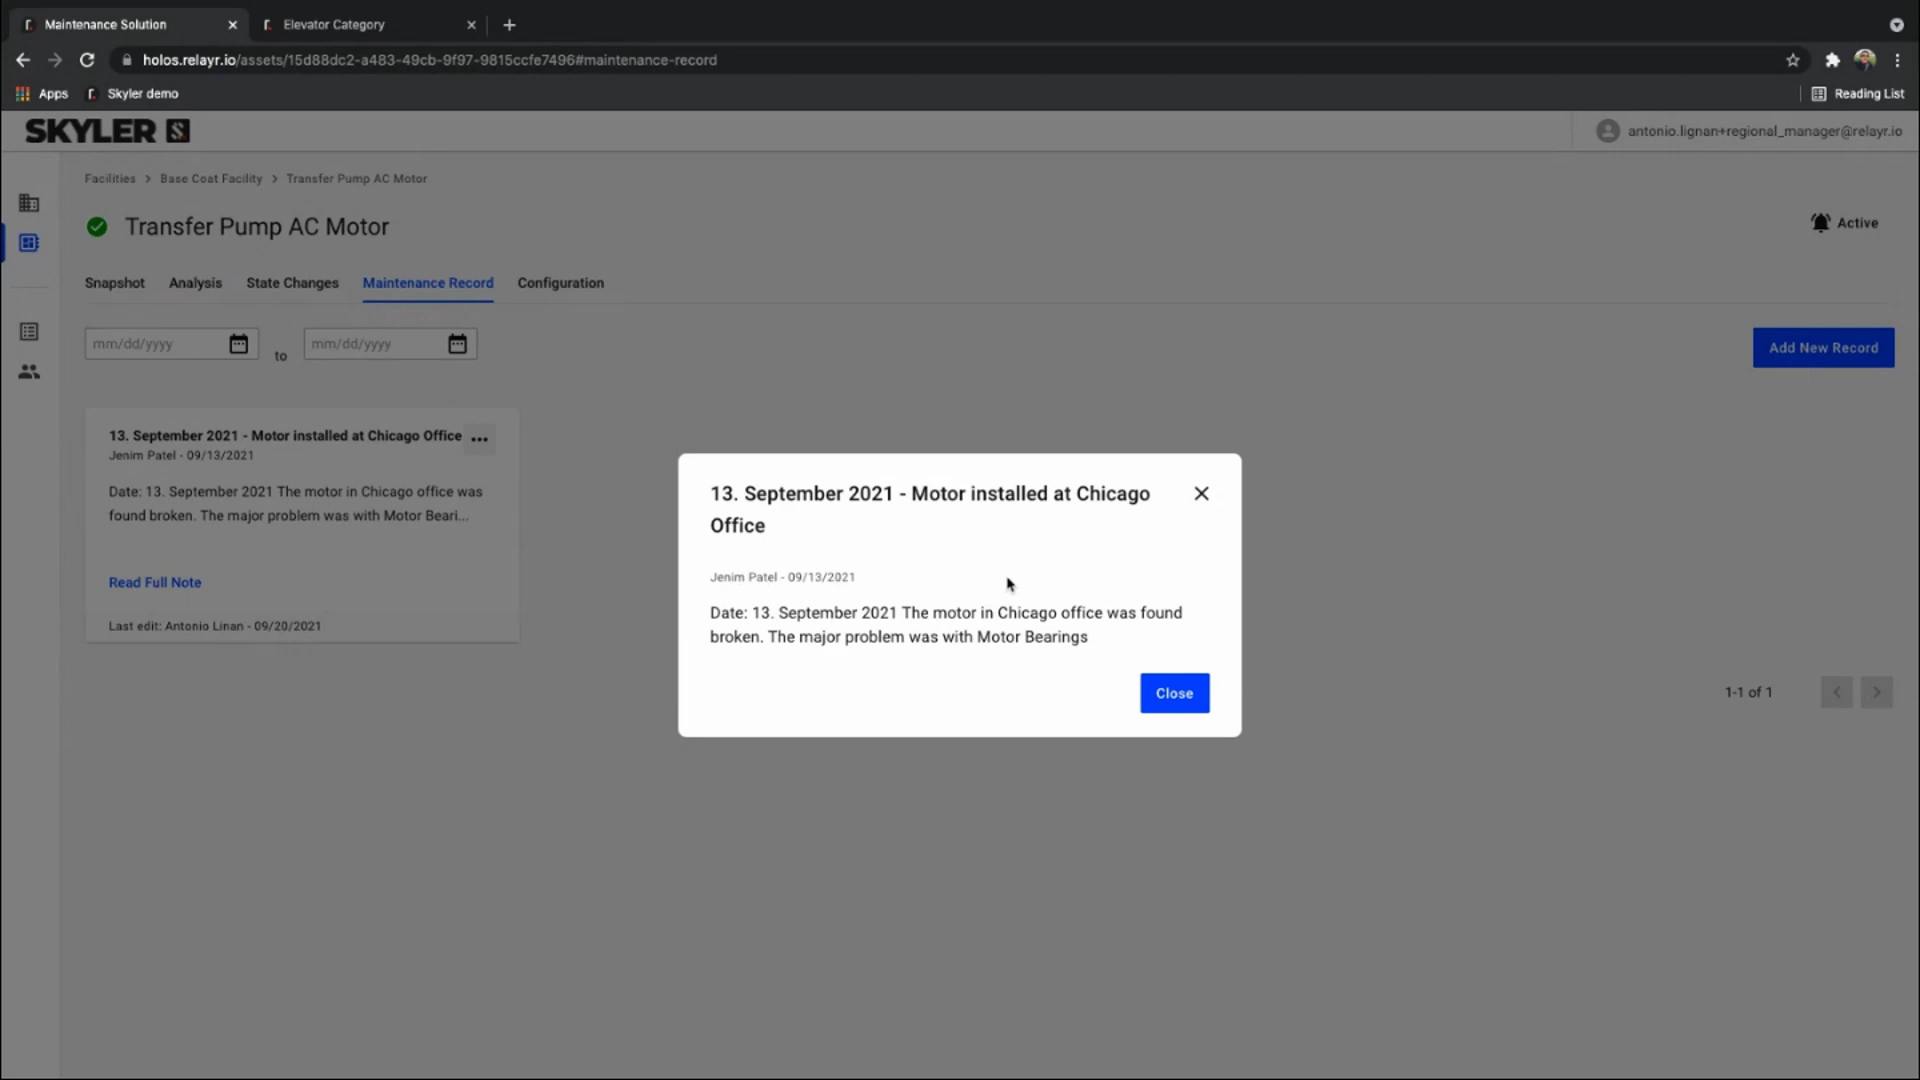 Maintenance Solution
Elevator Category
holos.relayr.io/assets/15d88dc2-a483-49cb-9f97-9815ccfe7496#maintenance-record
Apps
Skyler demo
Reading List
SKYLER S
antonio.lignan+regional_manager@relayr.io
Facilities > Base Coat Facility > Transfer Pump AC Motor
Transfer Pump AC Motor
Active
Snapshot
Analysis
State Changes
Maintenance Record
Configuration
mm/dd/yyyy
to
mm/dd/yyyy
Add New Record
13. September 2021 - Motor installed at Chicago Office
Jenim Patel - 09/13/2021
Date: 13. September 2021 The motor in Chicago office was
found broken. The major problem was with Motor Beari...
Read Full Note
Last edit: Antonio Linan - 09/20/2021
13. September 2021 - Motor installed at Chicago
Office
Jenim Patel - 09/13/2021
Date: 13. September 2021 The motor in Chicago office was found
broken. The major problem was with Motor Bearings
Close
1-1 of 1